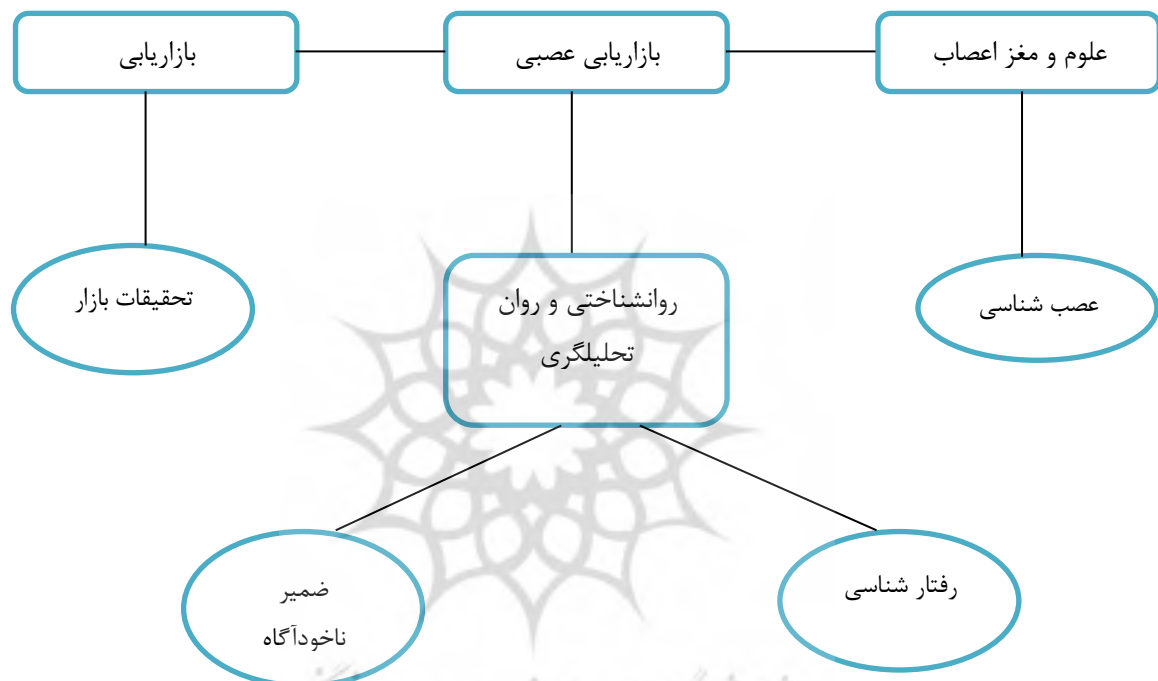 علوم و مغز اعصاب
بازاریابی عصبی
بازاریابی
عصب شناسی
روانشناختی و روان
تحلیلگری
تحقیقات بازار
رفتار شناسی
ضمیر
ناخودآگاه